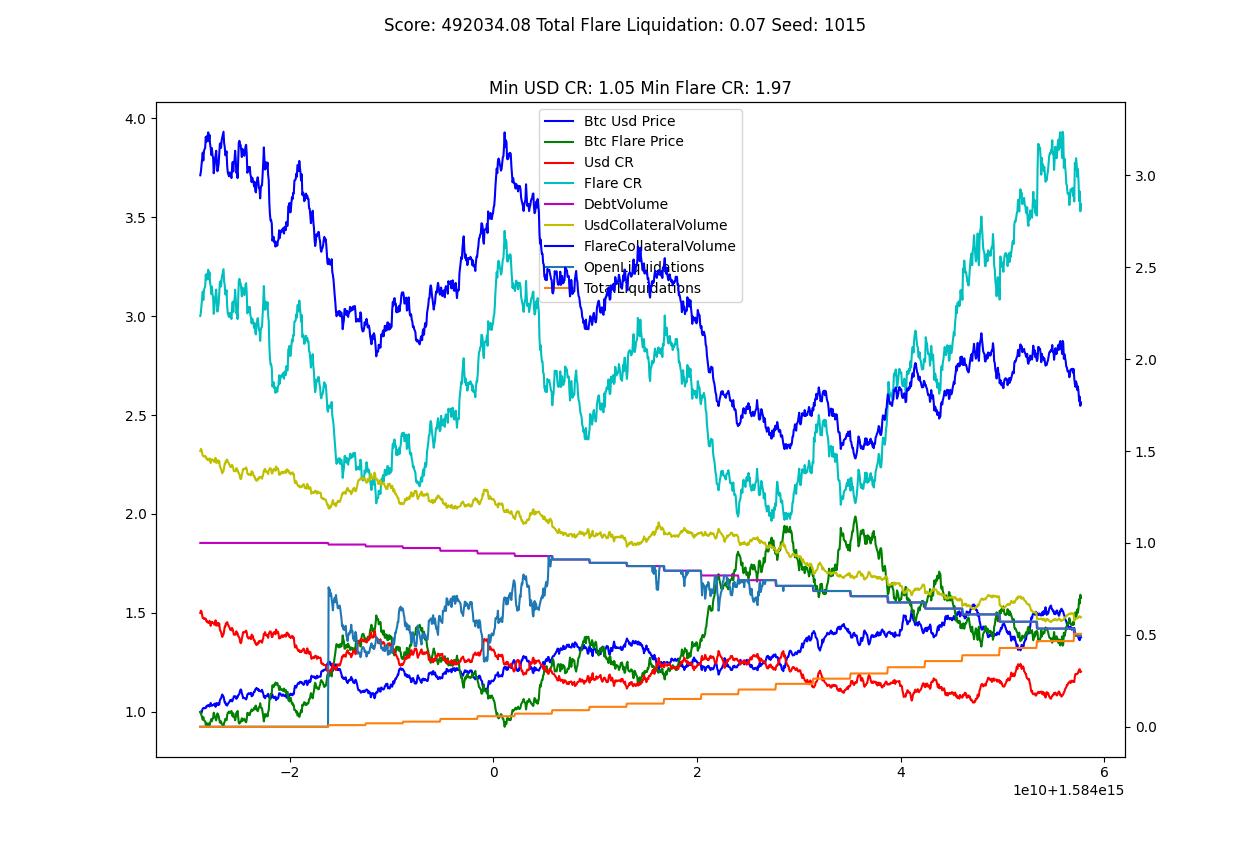 Score: 492034.08 Total Flare Liquidation: 0.07 Seed: 1015
Min USD CR: 1.05 Min Flare CR: 1.97
Btc Usd Price
Btc Flare Price
Usd CR
Flare CR
DebtVolume
UsdCollateralVolume
FlareCollateralVolume
OpenLiquidations
TotalLiquidations
4.0
3.5
3.0
2.5
2.0
1.5
1.0
3.0
2.5
2.0
1.5
1.0
0.5
0.0
−2 0 2 4 6
1e10+1.584e15